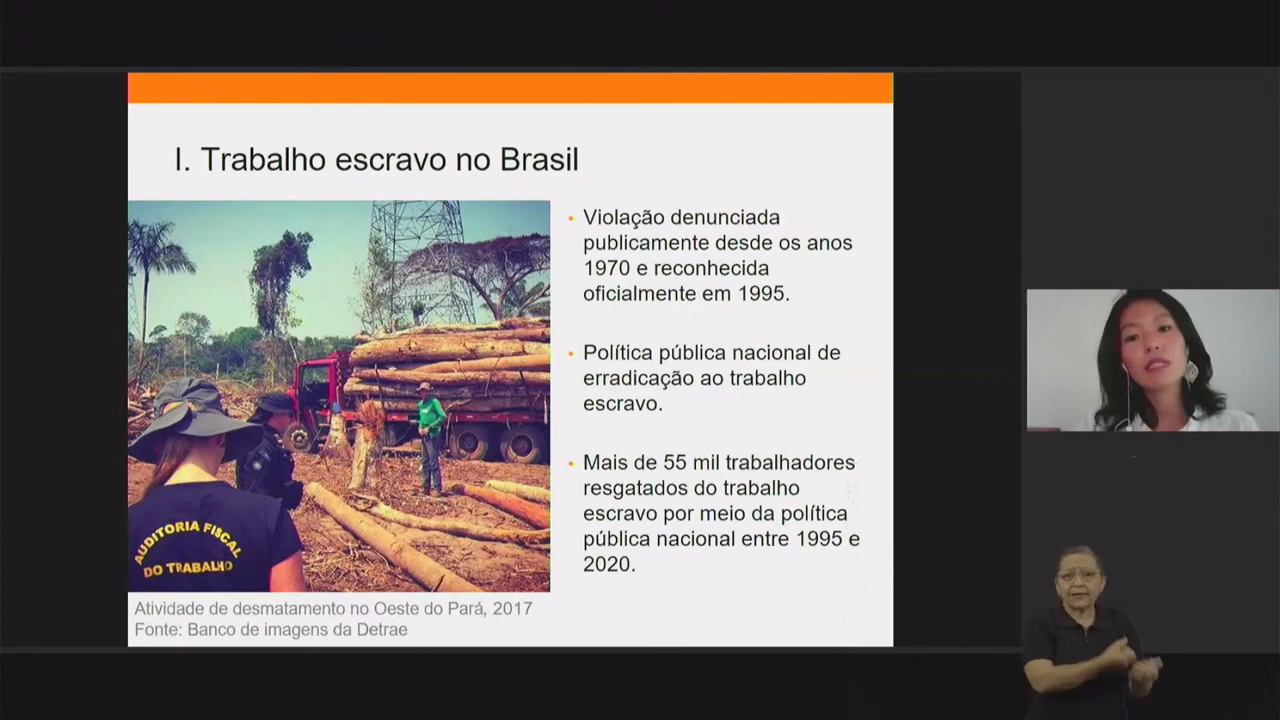 I. Trabalho escravo no Brasil
• Violação denunciada
publicamente desde os anos
1970 e reconhecida
oficialmente em 1995.
• Política pública nacional de
erradicação ao trabalho
escravo.
• Mais de 55 mil trabalhadores
resgatados do trabalho
escravo por meio da política
pública nacional entre 1995 e
2020.
AUDITORIA FISCAL
DO TRABALHO
Atividade de desmatamento no Oeste do Pará, 2017
Fonte: Banco de imagens da Detrae